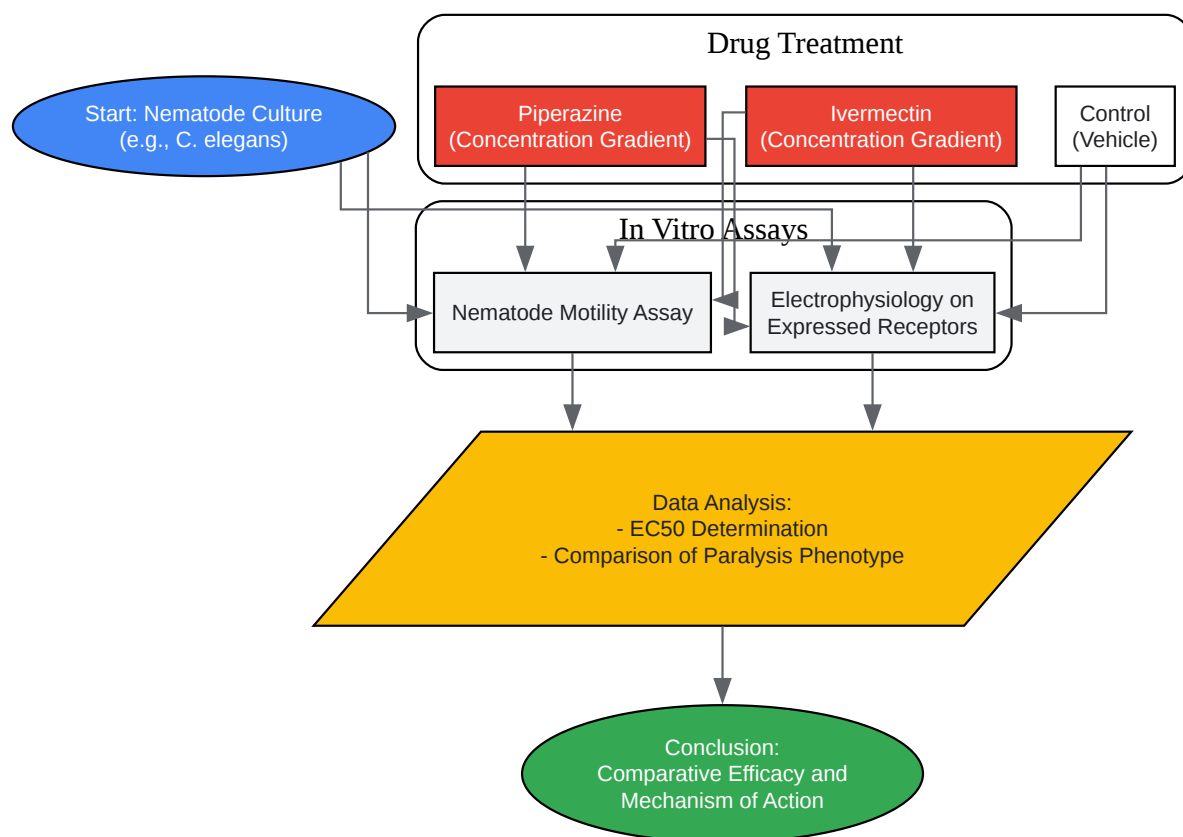 Drug Treatment
Start: Nematode Culture
(e.g., C. elegans)
Piperazine
(Concentration Gradient)
Ivermectin
(Concentration Gradient)
Control
(Vehicle)
In Vitro Assays
Nematode Motility Assay
Electrophysiology on
Expressed Receptors
Data Analysis:
- EC50 Determination
- Comparison of Paralysis Phenotype
Conclusion:
Comparative Efficacy and
Mechanism of Action